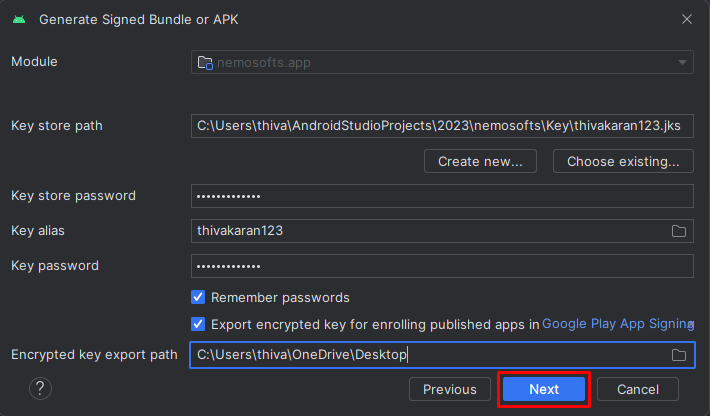 Generate Signed Bundle or APK
Module
nemosofts.app
Key store path
C:\Users\thiva\AndroidStudioProjects\2023\nemosofts\Key\thivakaran123.jks
Create new... Choose existing...
Key store password •••••••••••••
Key alias thivakaran123
Key password •••••••••••••
Remember passwords
Export encrypted key for enrolling published apps in Google Play App Signing
Encrypted key export path C:\Users\thiva\OneDrive\Desktop
? Previous Next Cancel